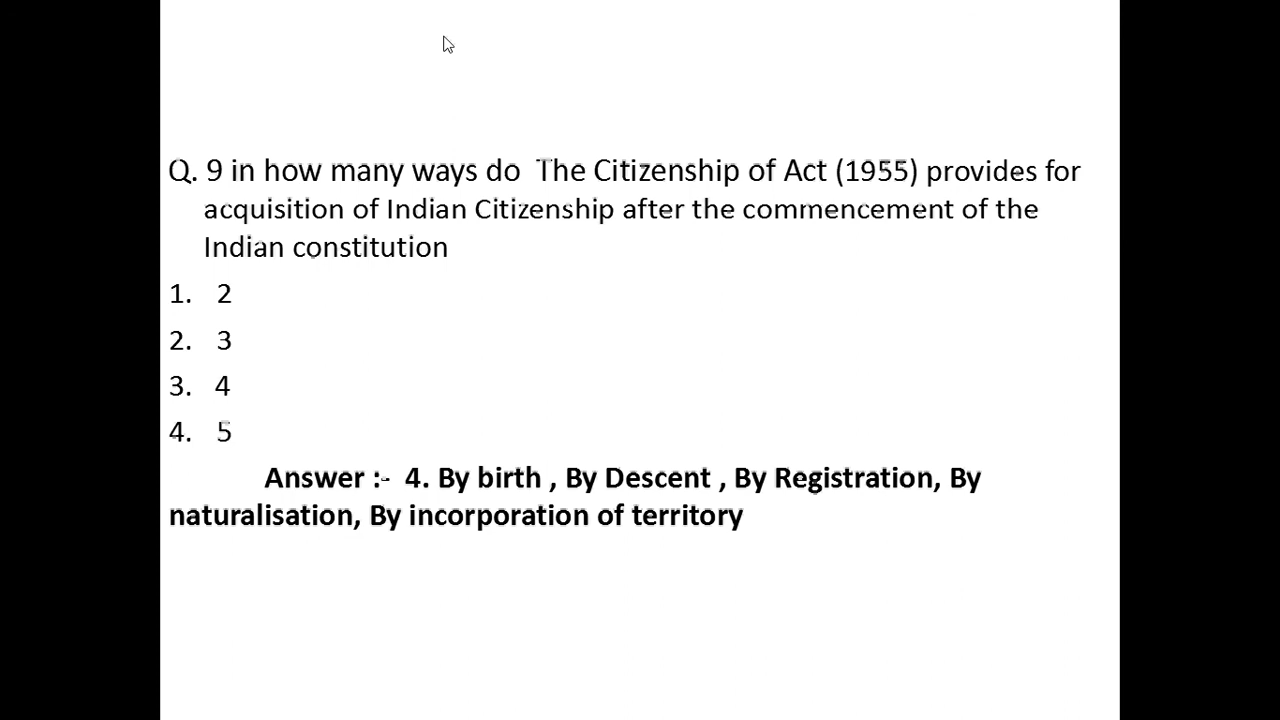 Q. 9 in how many ways do  The Citizenship of Act (1955) provides for
acquisition of Indian Citizenship after the commencement of the
Indian constitution
1. 2
2. 3
3. 4
4. 5
Answer :- 4. By birth , By Descent , By Registration, By
naturalisation, By incorporation of territory